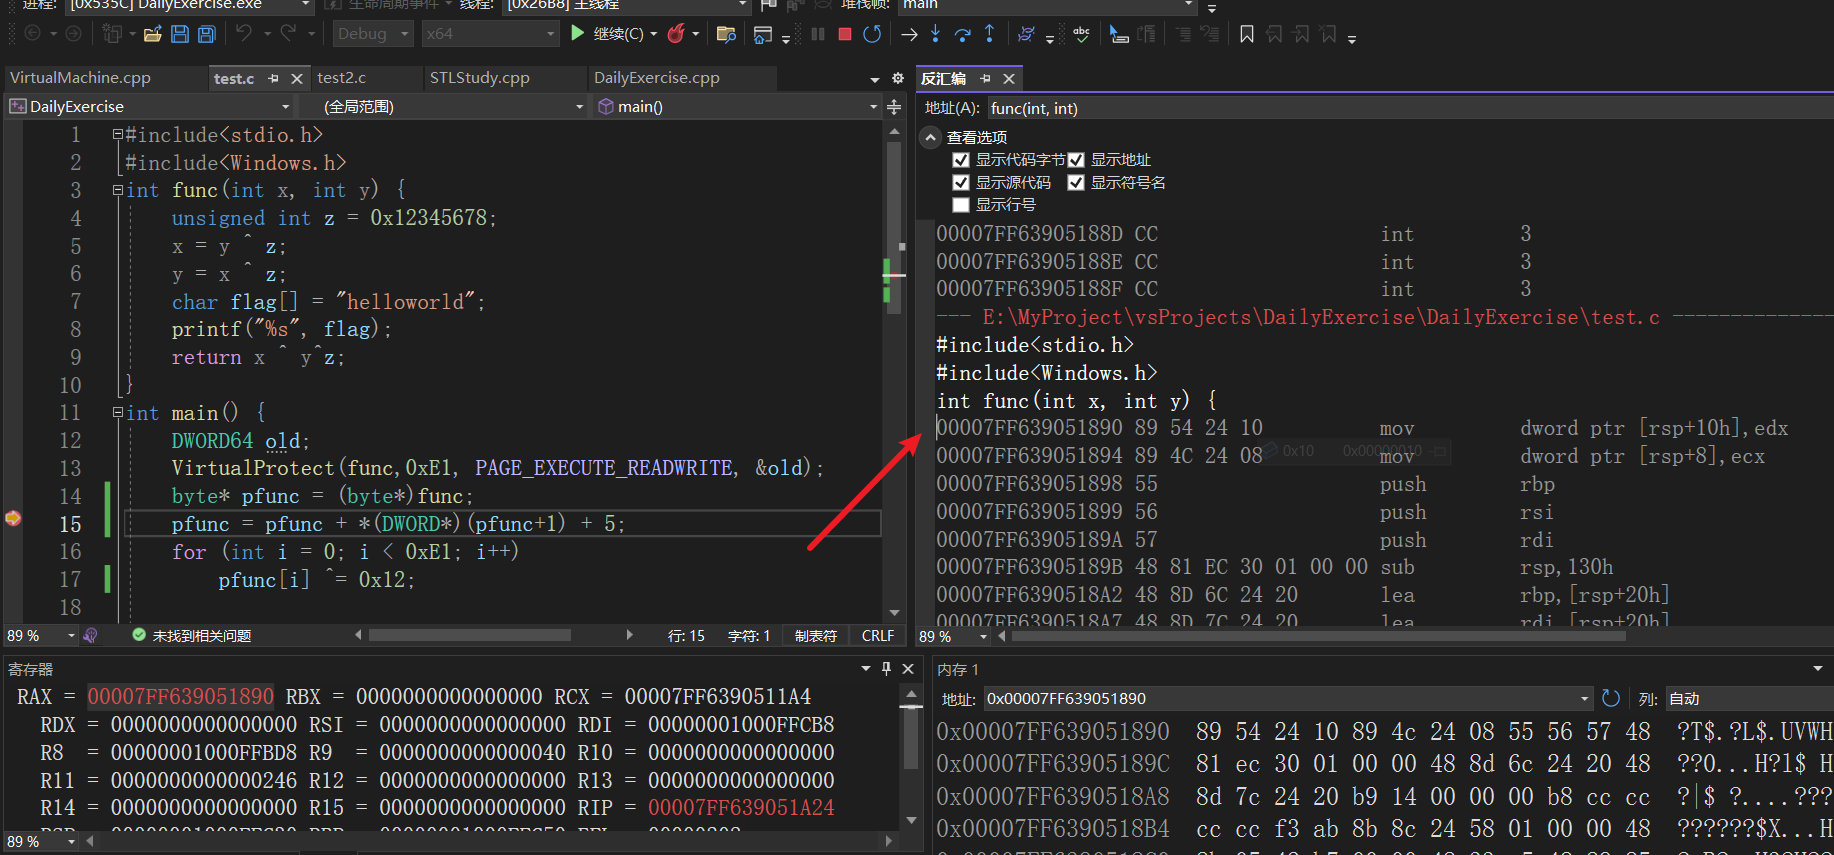 进程: [0x535C] DailyExercise.exe 生命周期事件 线程: [0x26B8] 主线程 堆栈帧: main
Debug x64 继续(C)
VirtualMachine.cpp test.c test2.c STLStudy.cpp DailyExercise.cpp
DailyExercise (全局范围) main()
1 #include<stdio.h>
2 #include<Windows.h>
3 int func(int x, int y) {
4 unsigned int z = 0x12345678;
5 x = y ^ z;
6 y = x ^ z;
7 char flag[] = "helloworld";
8 printf("%s", flag);
9 return x ^ y^z;
10 }
11 int main() {
12 DWORD64 old;
13 VirtualProtect(func,0xE1, PAGE_EXECUTE_READWRITE, &old);
14 byte* pfunc = (byte*)func;
15 pfunc = pfunc + *(DWORD*)(pfunc+1) + 5;
16 for (int i = 0; i < 0xE1; i++)
17 pfunc[i] ^= 0x12;
18
89 % 未找到相关问题 行: 15 字符: 1 制表符 CRLF
反汇编
地址(A): func(int, int)
查看选项
显示代码字节 显示地址
显示源代码 显示符号名
显示行号
00007FF63905188D CC int 3
00007FF63905188E CC int 3
00007FF63905188F CC int 3
--- E:\MyProject\vsProjects\DailyExercise\DailyExercise\test.c --------------
#include<stdio.h>
#include<Windows.h>
int func(int x, int y) {
00007FF639051890 89 54 24 10 mov dword ptr [rsp+10h],edx
0x10 0x00000010
00007FF639051894 89 4C 24 08 mov dword ptr [rsp+8],ecx
00007FF639051898 55 push rbp
00007FF639051899 56 push rsi
00007FF63905189A 57 push rdi
00007FF63905189B 48 81 EC 30 01 00 00 sub rsp,130h
00007FF6390518A2 48 8D 6C 24 20 lea rbp,[rsp+20h]
00007FF6390518A7 48 8D 7C 24 20 lea rdi,[rsp+20h]
89 %
寄存器
RAX = 00007FF639051890 RBX = 0000000000000000 RCX = 00007FF6390511A4
RDX = 0000000000000000 RSI = 0000000000000000 RDI = 00000001000FFCB8
R8 = 00000001000FFBD8 R9 = 0000000000000040 R10 = 0000000000000000
R11 = 0000000000000246 R12 = 0000000000000000 R13 = 0000000000000000
R14 = 0000000000000000 R15 = 0000000000000000 RIP = 00007FF639051A24
89 %
内存 1
地址: 0x00007FF639051890 列: 自动
0x00007FF639051890 89 54 24 10 89 4c 24 08 55 56 57 48 ?T$.?L$.UVWH
0x00007FF63905189C 81 ec 30 01 00 00 48 8d 6c 24 20 48 ??0...H?l$ H
0x00007FF6390518A8 8d 7c 24 20 b9 14 00 00 00 b8 cc cc ?|$ ?....???
0x00007FF6390518B4 cc cc f3 ab 8b 8c 24 58 01 00 00 48 ??????$X...H